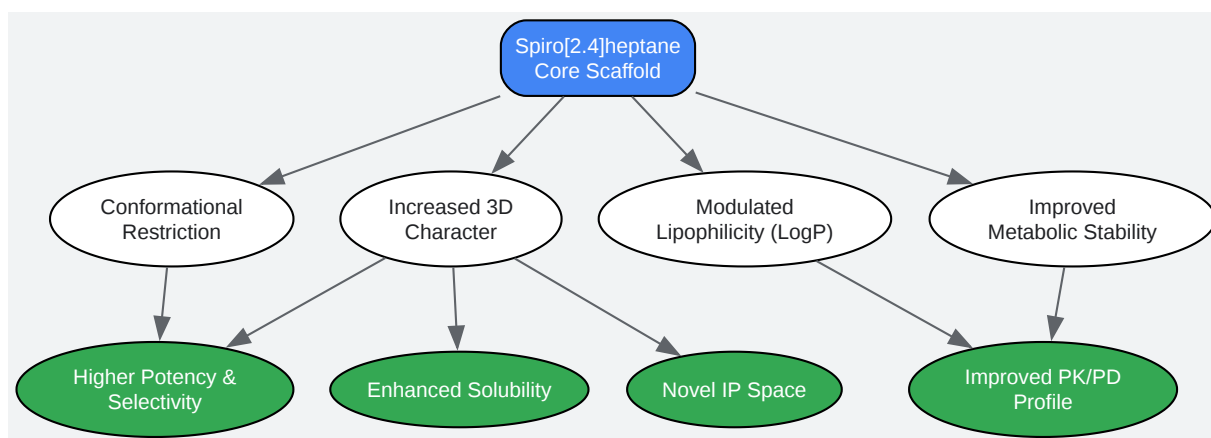 Spiro[2.4]heptane
Core Scaffold
Conformational
Restriction
Increased 3D
Character
Modulated
Lipophilicity (LogP)
Improved
Metabolic Stability
Higher Potency &
Selectivity
Enhanced Solubility
Novel IP Space
Improved PK/PD
Profile